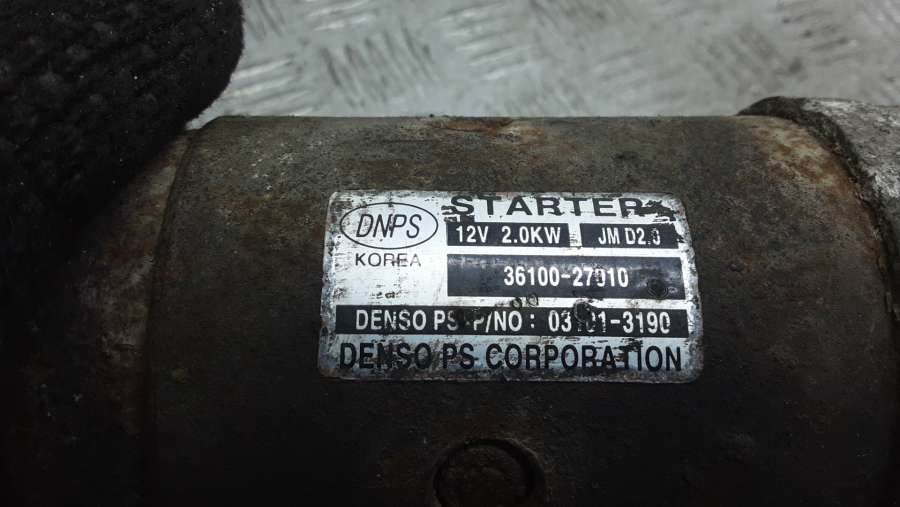 STARTER
DNPS
12V 2.0KW JM D2.0
KOREA
36100-27010
DENSO PS P/NO : 03101-3190
DENSO PS CORPORATION